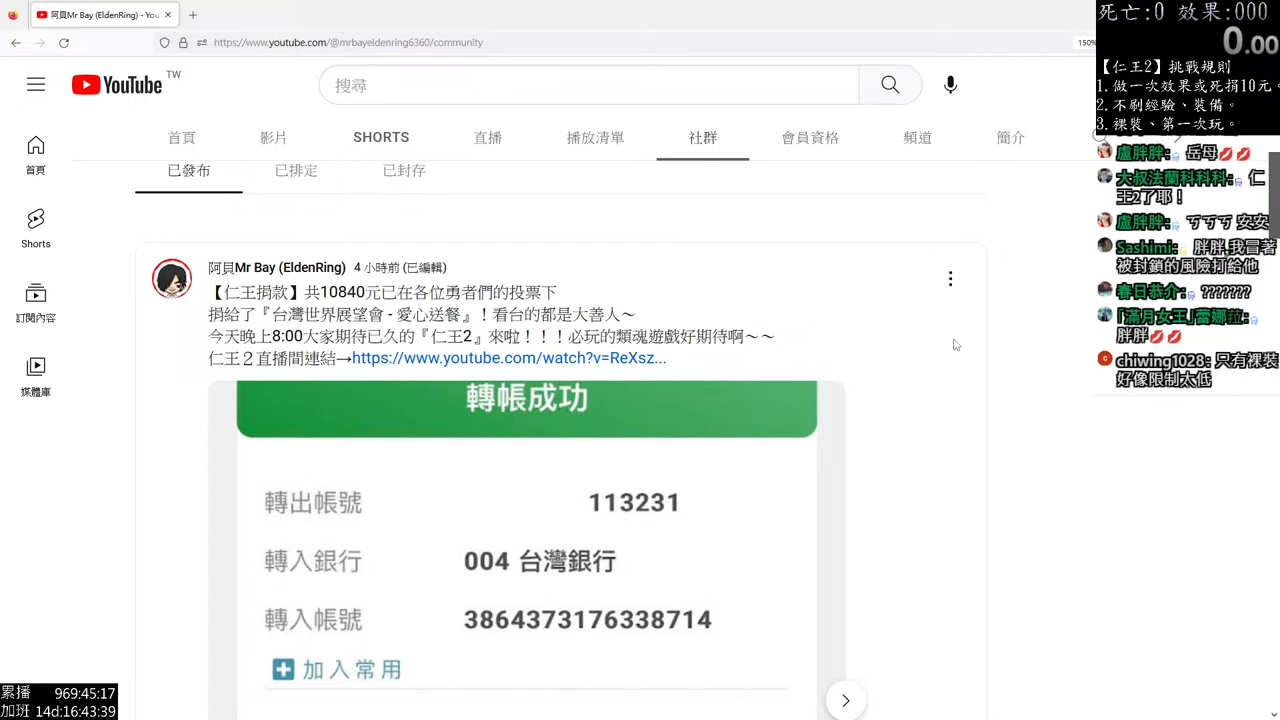 阿貝Mr Bay (EldenRing) - YouT
死亡:0 效果:000
https://www.youtube.com/@mrbayeldenring6360/community
150%
0.00
【仁王2】挑戰規則
1.做一次效果或死捐10元。
2.不刷經驗、裝備。
3.裸裝、第一次玩。
YouTube TW
搜尋
首頁
影片
SHORTS
直播
播放清單
社群
會員資格
頻道
簡介
已發布
已排定
已封存
首頁
Shorts
訂閱內容
媒體庫
阿貝Mr Bay (EldenRing) 4 小時前 (已編輯)
【仁王捐款】共10840元已在各位勇者們的投票下
捐給了『台灣世界展望會 - 愛心送餐』！看台的都是大善人～
今天晚上8:00大家期待已久的『仁王2』來啦！！！必玩的類魂遊戲好期待啊～～
仁王２直播間連結→https://www.youtube.com/watch?v=ReXsz...
轉帳成功
轉出帳號 113231
轉入銀行 004 台灣銀行
轉入帳號 3864373176338714
加入常用
盧胖胖: 岳母💋💋
大叔法蘭科科科: 仁
王2了耶！
盧胖胖: ㄎㄎㄎ 安安
Sashimi: 胖胖,我冒著
被封鎖的風險打給他
春日恭介: ???????
「滿月女王」蕾娜菈:
胖胖💋💋
chiwing1028: 只有裸裝
好像限制太低
累播 969:45:17
加班 14d:16:43:39